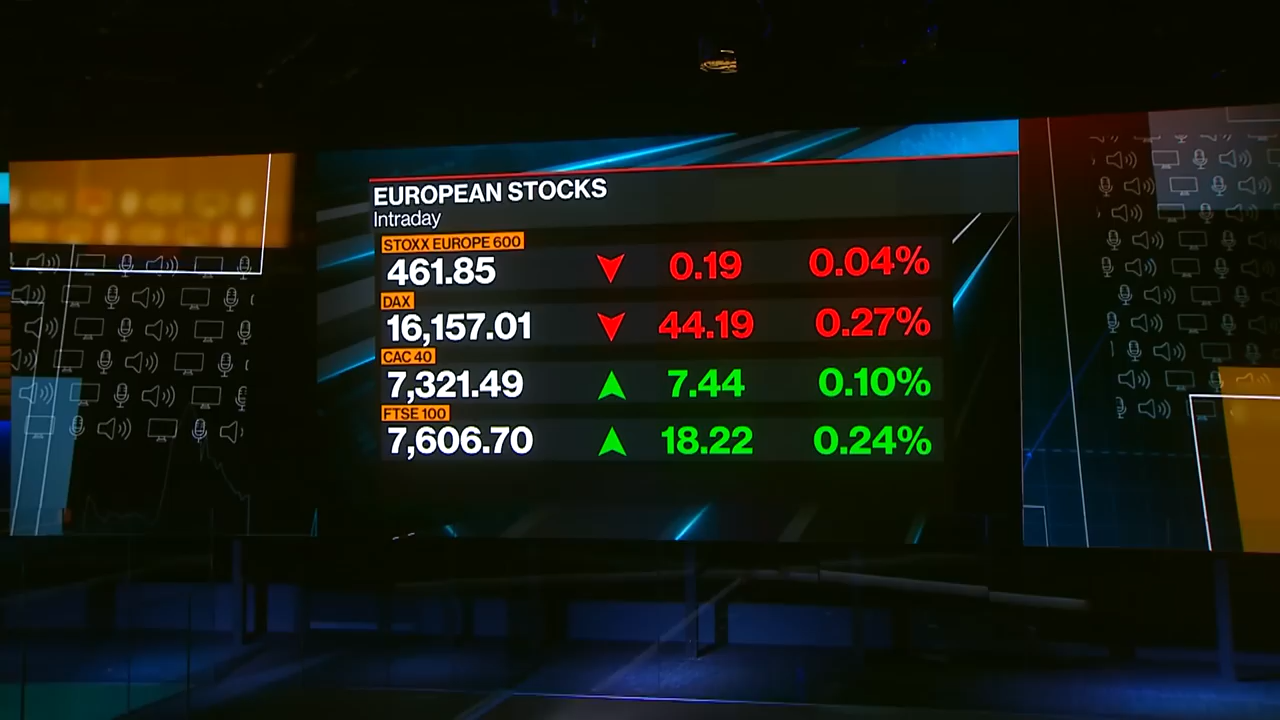 EUROPEAN STOCKS
Intraday
STOXX EUROPE 600
461.85 ▼ 0.19 0.04%
DAX
16,157.01 ▼ 44.19 0.27%
CAC 40
7,321.49 ▲ 7.44 0.10%
FTSE 100
7,606.70 ▲ 18.22 0.24%